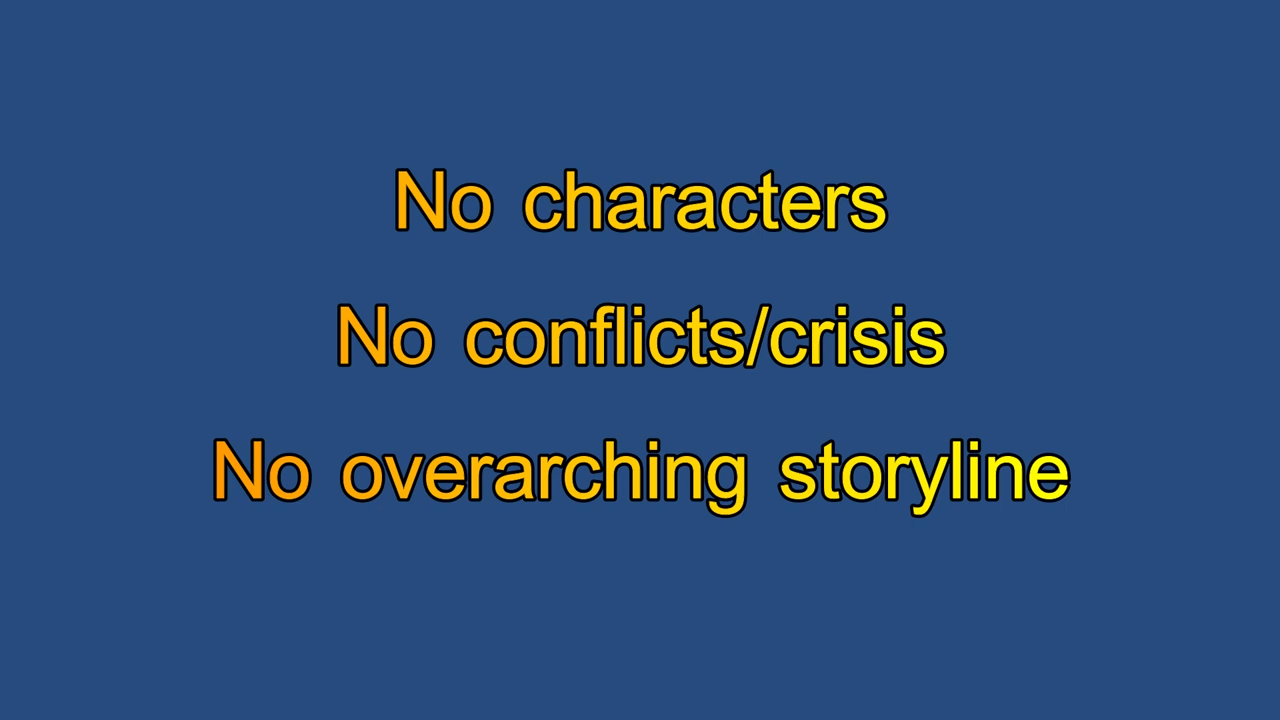 No characters
No conflicts/crisis
No overarching storyline